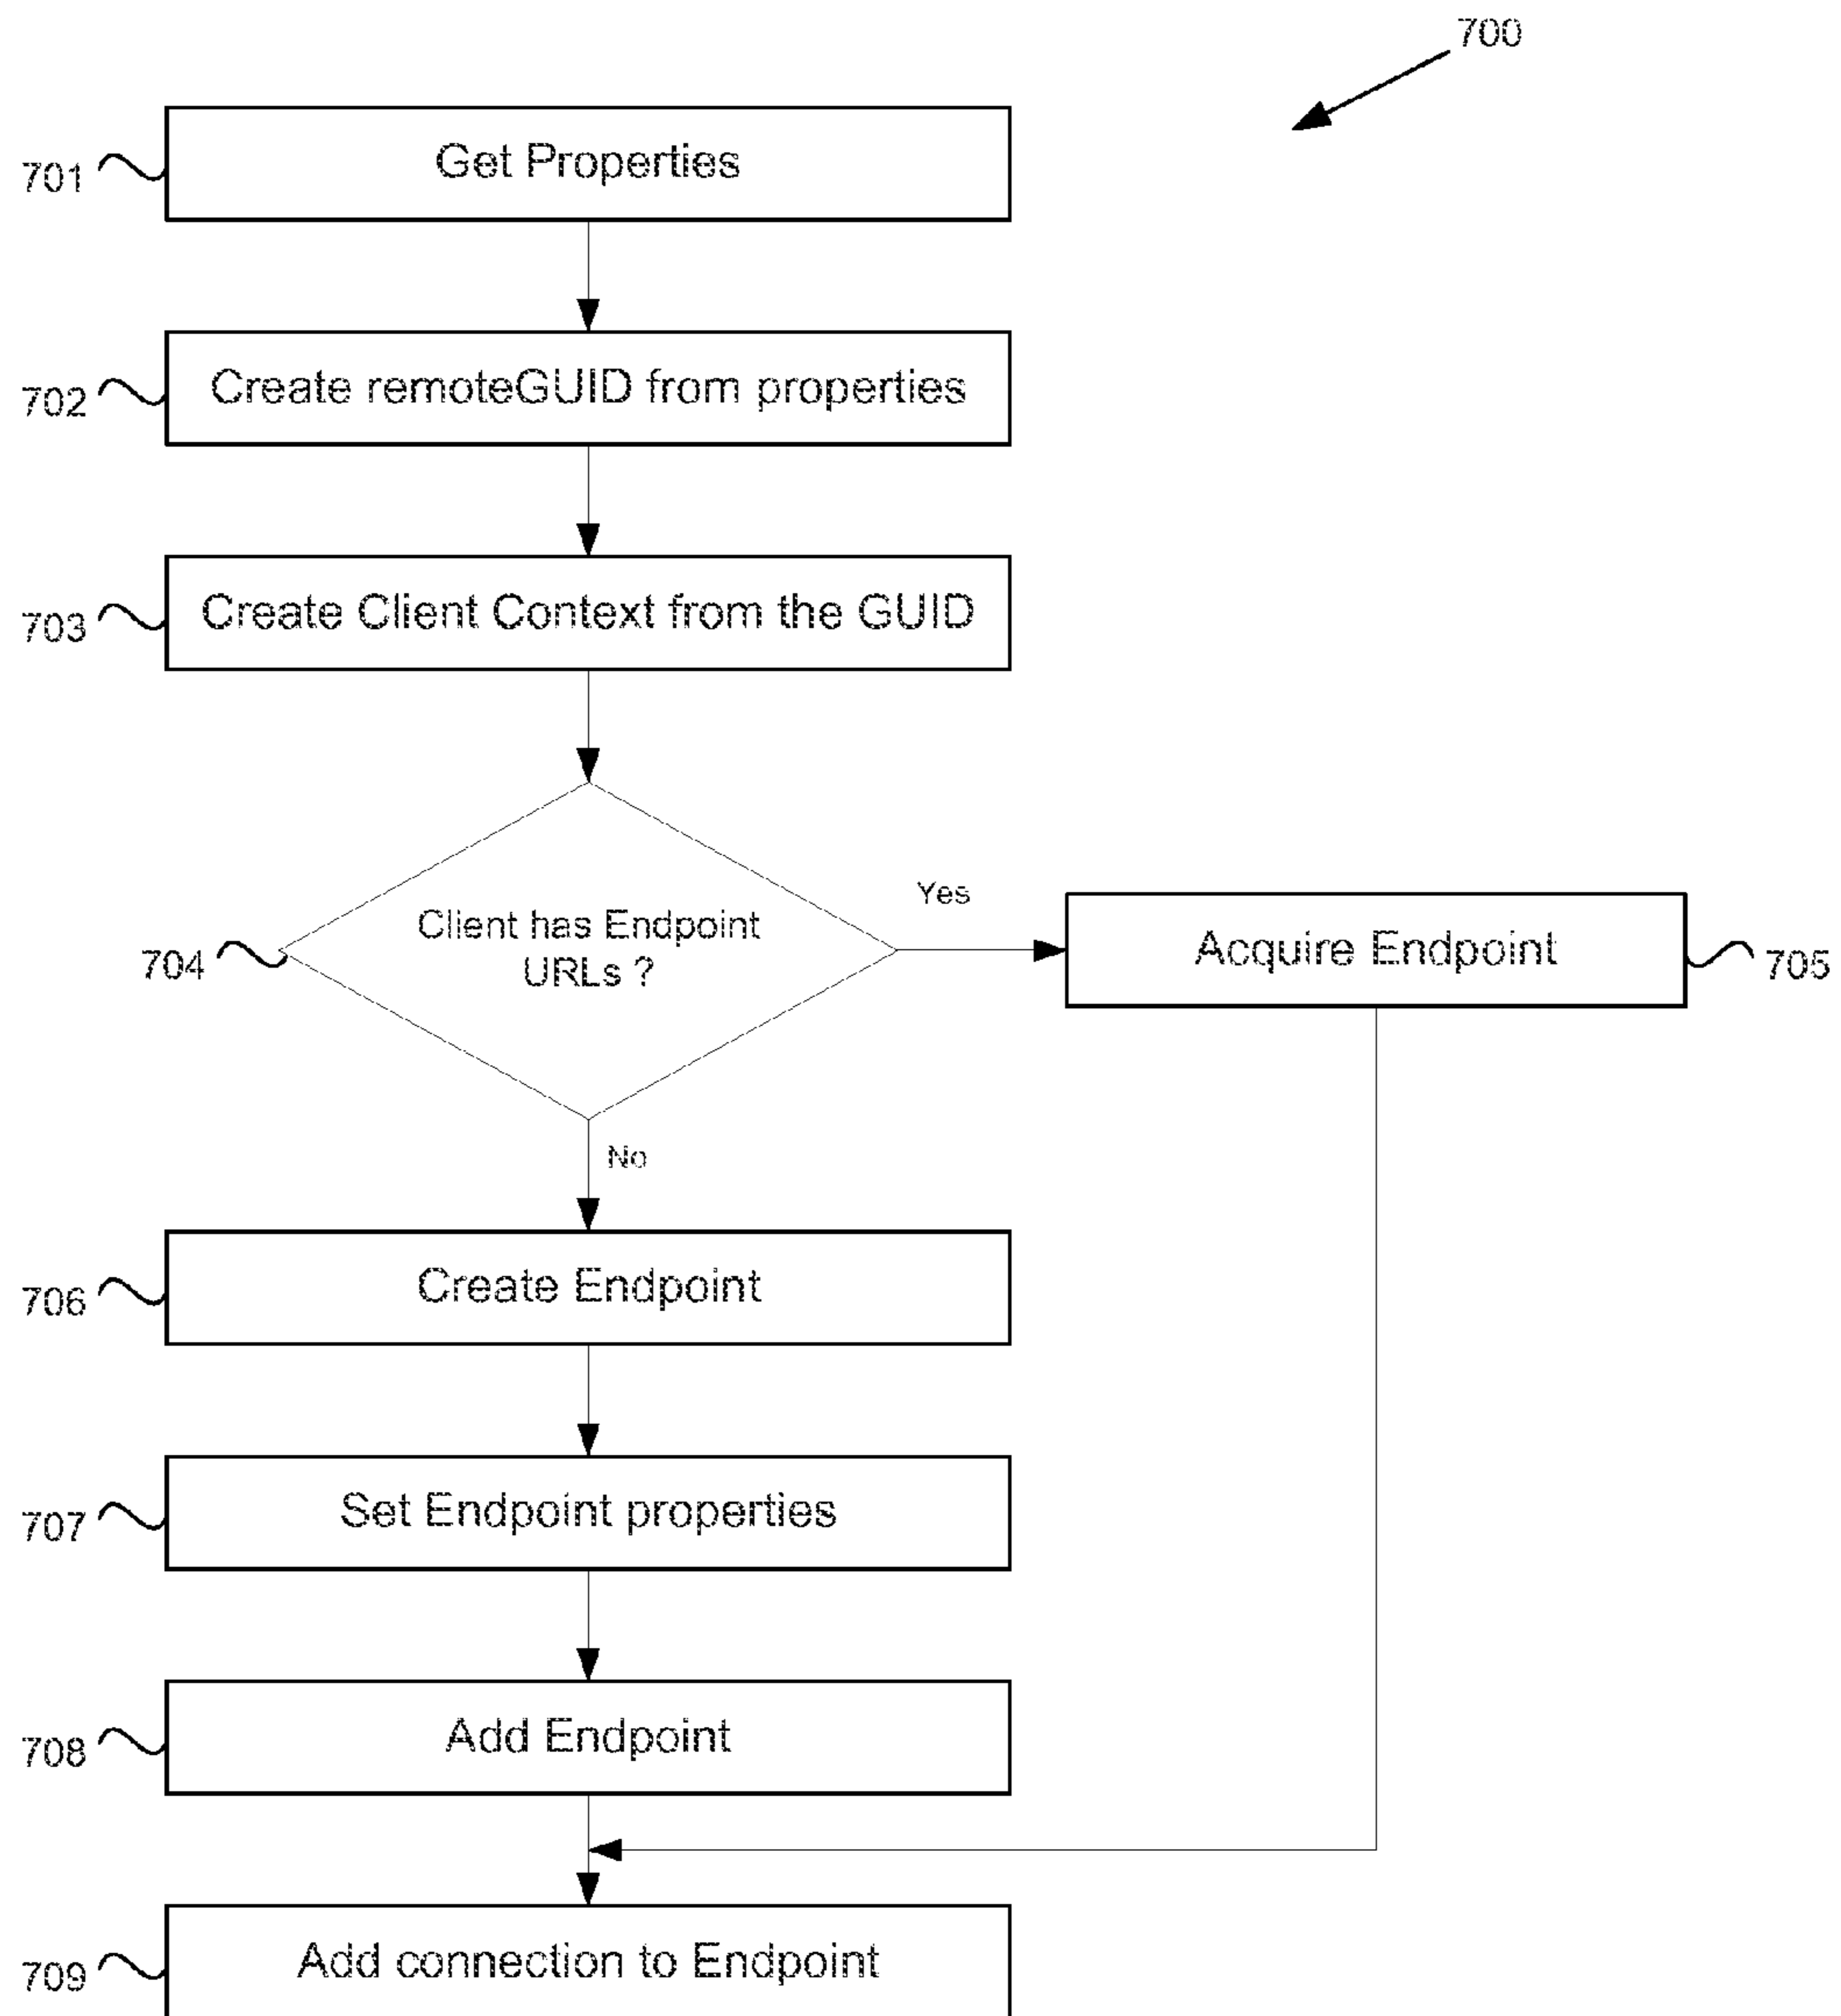 700
701
Get Properties
702
Create remoteGUID from properties
703
Create Client Context from the GUID
704
Client has Endpoint
URLs ?
Yes
Acquire Endpoint
705
No
706
Create Endpoint
707
Set Endpoint properties
708
Add Endpoint
709
Add connection to Endpoint